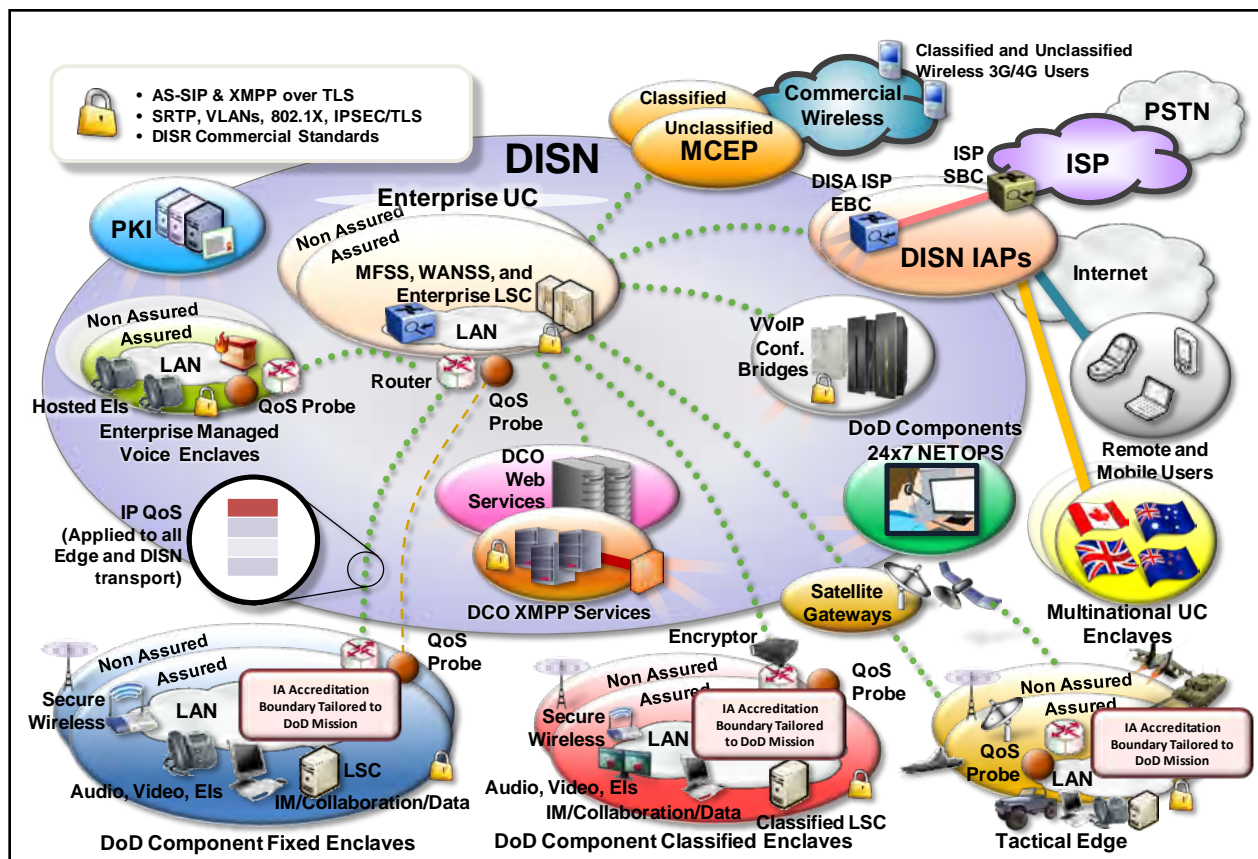 • AS-SIP & XMPP over TLS
• SRTP, VLANs, 802.1X, IPSEC/TLS
• DISR Commercial Standards
Classified and Unclassified
Wireless 3G/4G Users
Commercial
Wireless
Classified
Unclassified
MCEP
PSTN
ISP
ISP
SBC
DISN
DISA ISP
EBC
DISN IAPs
Internet
PKI
Enterprise UC
Non Assured
Assured
MFSS, WANSS, and
Enterprise LSC
LAN
Non Assured
Assured
LAN
Hosted EIs
QoS Probe
Enterprise Managed
Voice Enclaves
Router
QoS
Probe
VVoIP
Conf.
Bridges
Remote and
Mobile Users
DoD Components
24x7 NETOPS
DCO
Web
Services
DCO XMPP Services
IP QoS
(Applied to all
Edge and DISN
transport)
Satellite
Gateways
Multinational UC
Enclaves
Non Assured
Assured
QoS
Probe
Secure
Wireless
LAN
IA Accreditation
Boundary Tailored to
DoD Mission
LSC
Audio, Video, EIs
IM/Collaboration/Data
DoD Component Fixed Enclaves
Encryptor
Non Assured
Assured
QoS
Probe
Secure
Wireless
LAN
IA Accreditation
Boundary Tailored
to DoD Mission
Audio, Video, EIs
IM/Collaboration/Data
Classified LSC
DoD Component Classified Enclaves
Non Assured
Assured
QoS
Probe
LAN
IA Accreditation
Boundary Tailored to
DoD Mission
Tactical Edge